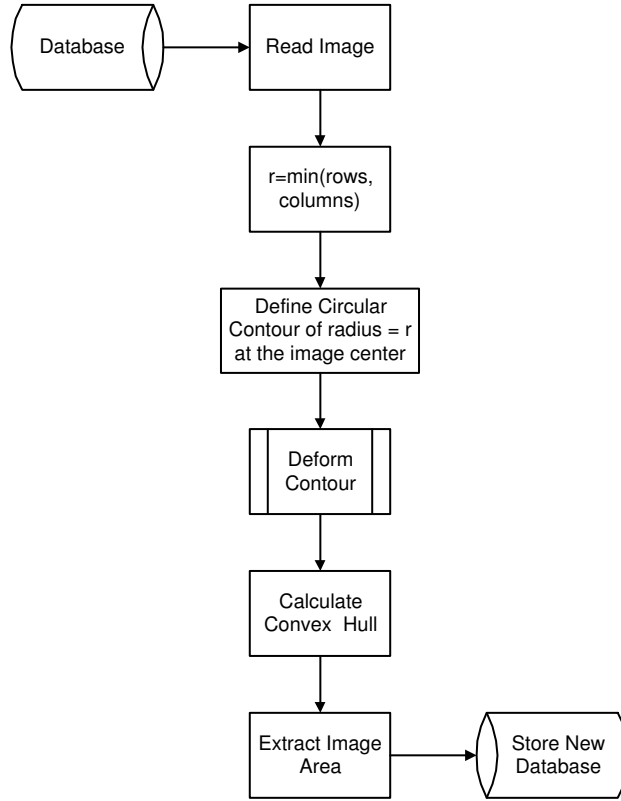 Database
Read Image
r=min(rows,
columns)
Define Circular
Contour of radius = r
at the image center
Deform
Contour
Calculate
Convex Hull
Extract Image
Area
Store New
Database